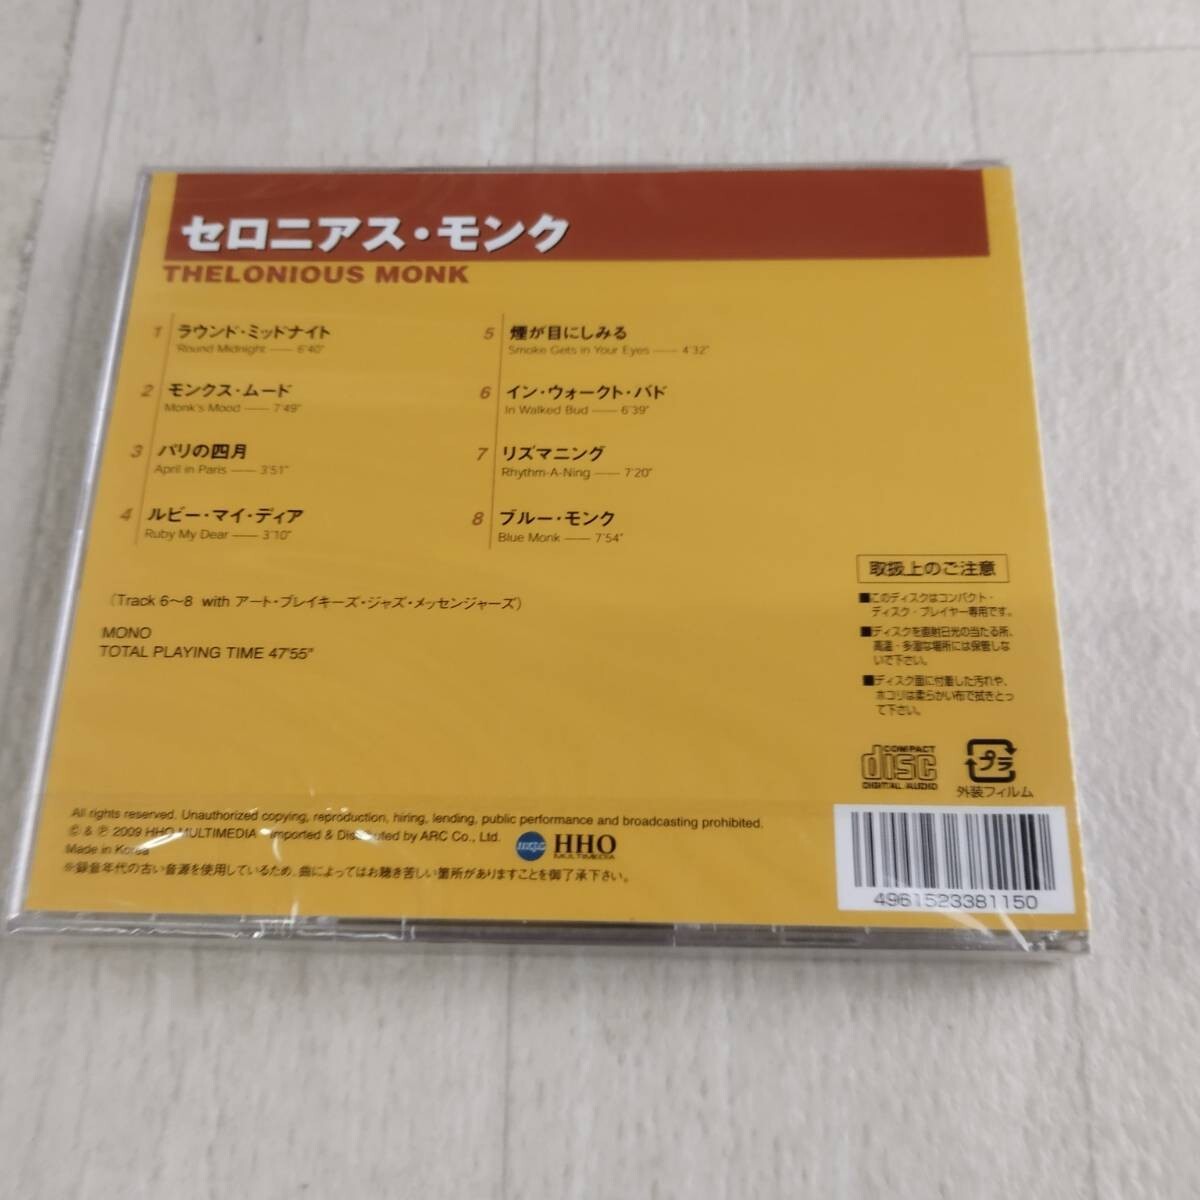 セロニアス・モンク
THELONIOUS MONK
1 ラウンド・ミッドナイト
'Round Midnight —— 6'40"
2 モンクス・ムード
Monk's Mood —— 7'49"
3 パリの四月
April in Paris —— 3'51"
4 ルビー・マイ・ディア
Ruby My Dear —— 3'10"
5 煙が目にしみる
Smoke Gets in Your Eyes —— 4'32"
6 イン・ウォークト・バド
In Walked Bud —— 6'39"
7 リズマニング
Rhythm-A-Ning —— 7'20"
8 ブルー・モンク
Blue Monk —— 7'54"
(Track 6〜8 with アート・ブレイキーズ・ジャズ・メッセンジャーズ)
MONO
TOTAL PLAYING TIME 47'55"
取扱上のご注意
■このディスクはコンパクト・
ディスク・プレイヤー専用です。
■ディスクを直射日光の当たる所、
高温・多湿な場所には保管しな
いで下さい。
■ディスク面に付着した汚れや、
ホコリは柔らかい布で拭きとっ
て下さい。
COMPACT
disc
DIGITAL AUDIO
プラ
外装フィルム
All rights reserved. Unauthorized copying, reproduction, hiring, lending, public performance and broadcasting prohibited.
© & ℗ 2009 HHO MULTIMEDIA Imported & Distributed by ARC Co., Ltd.
Made in Korea
HHO
MULTIMEDIA
※録音年代の古い音源を使用しているため、曲によってはお聴き苦しい箇所がありますことを御了承下さい。
4961523381150